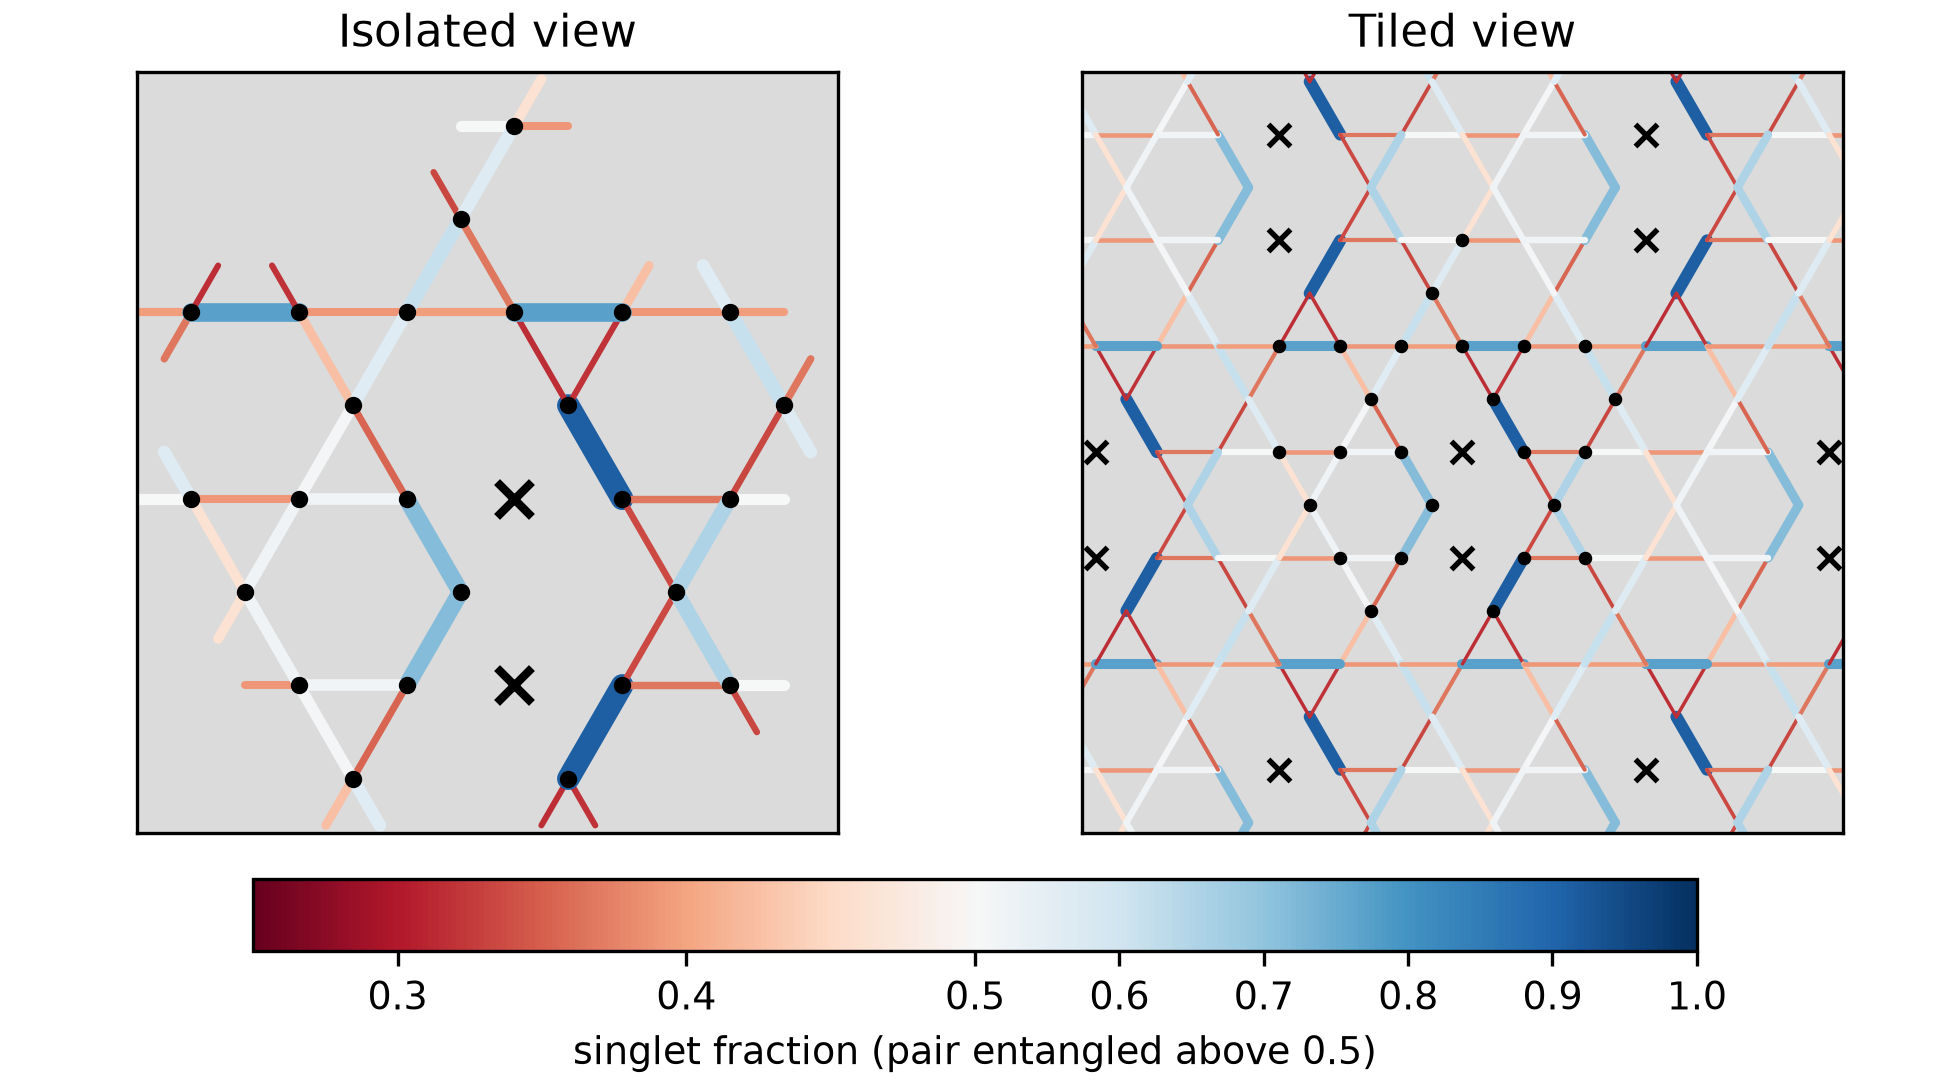 Isolated view
Tiled view
0.3 0.4 0.5 0.6 0.7 0.8 0.9 1.0
singlet fraction (pair entangled above 0.5)